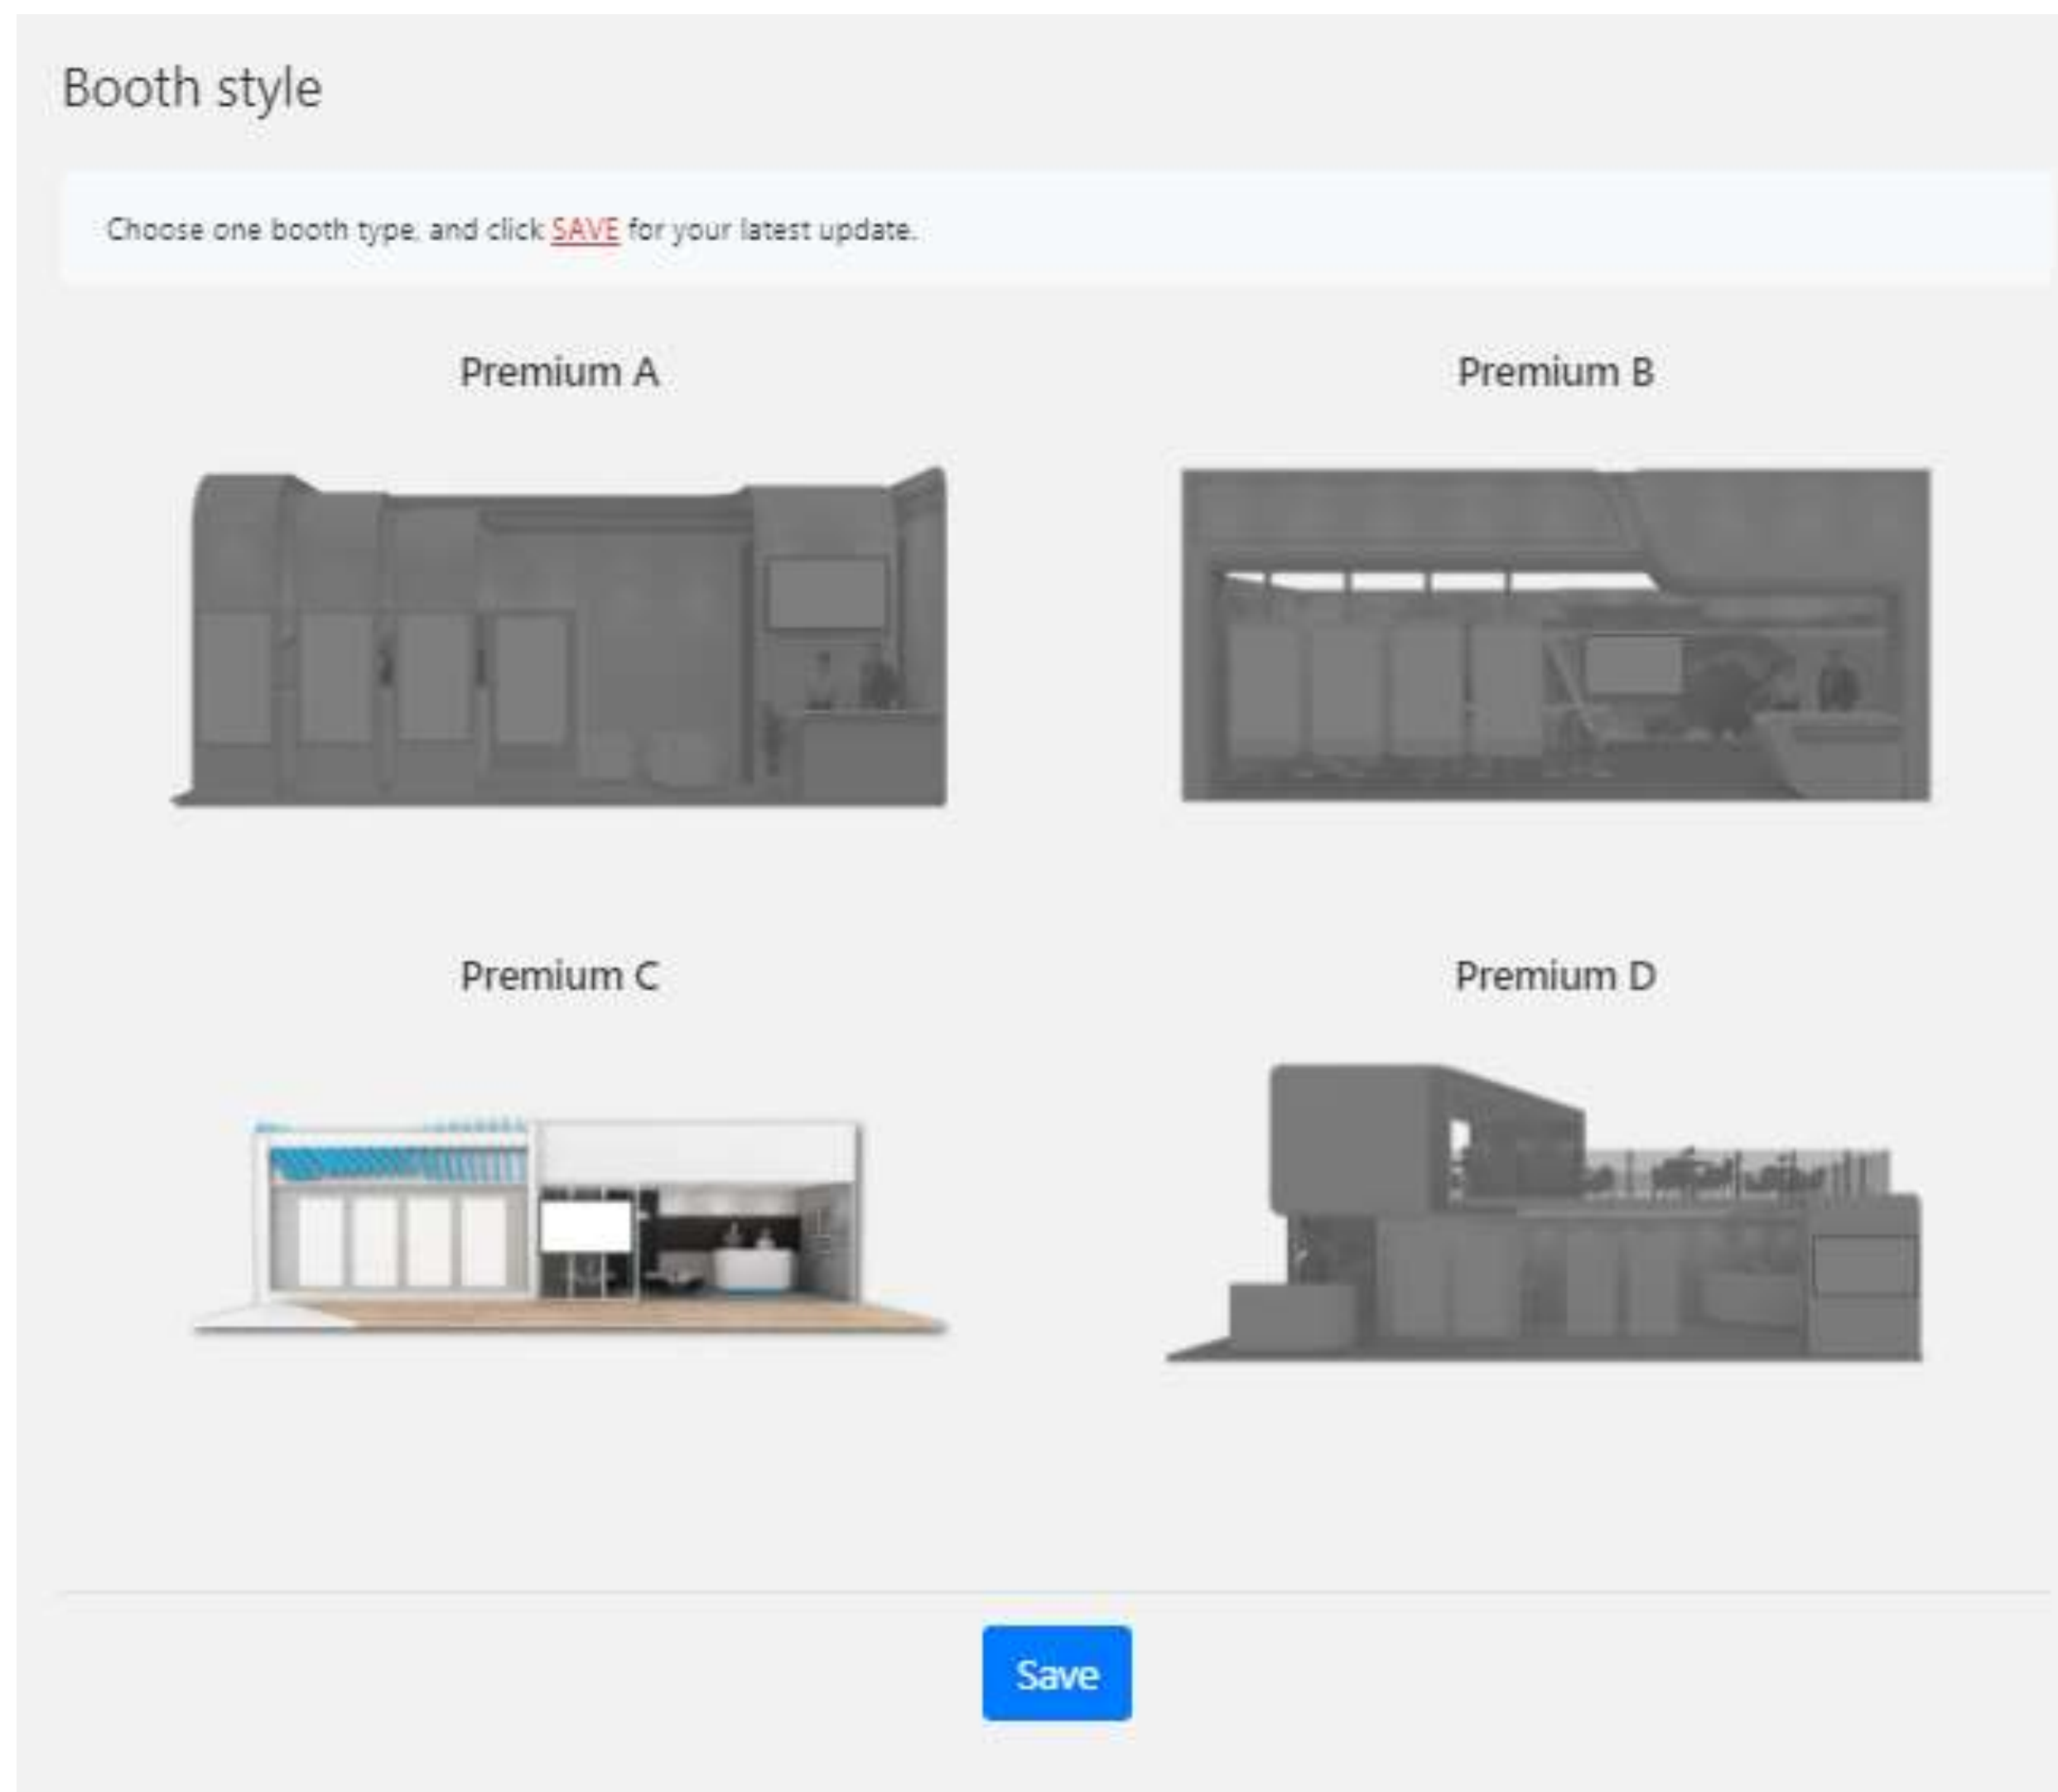 Booth style
Choose one booth type, and click SAVE for your latest update.
Premium A
Premium B
Premium C
Premium D
Save